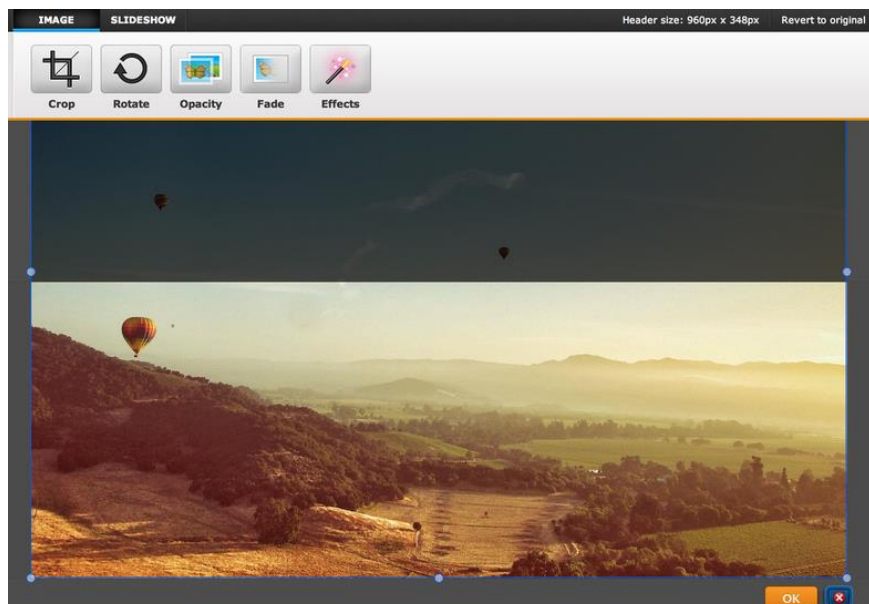 IMAGE SLIDESHOW Header size: 960px x 348px Revert to original
Crop Rotate Opacity Fade Effects
OK